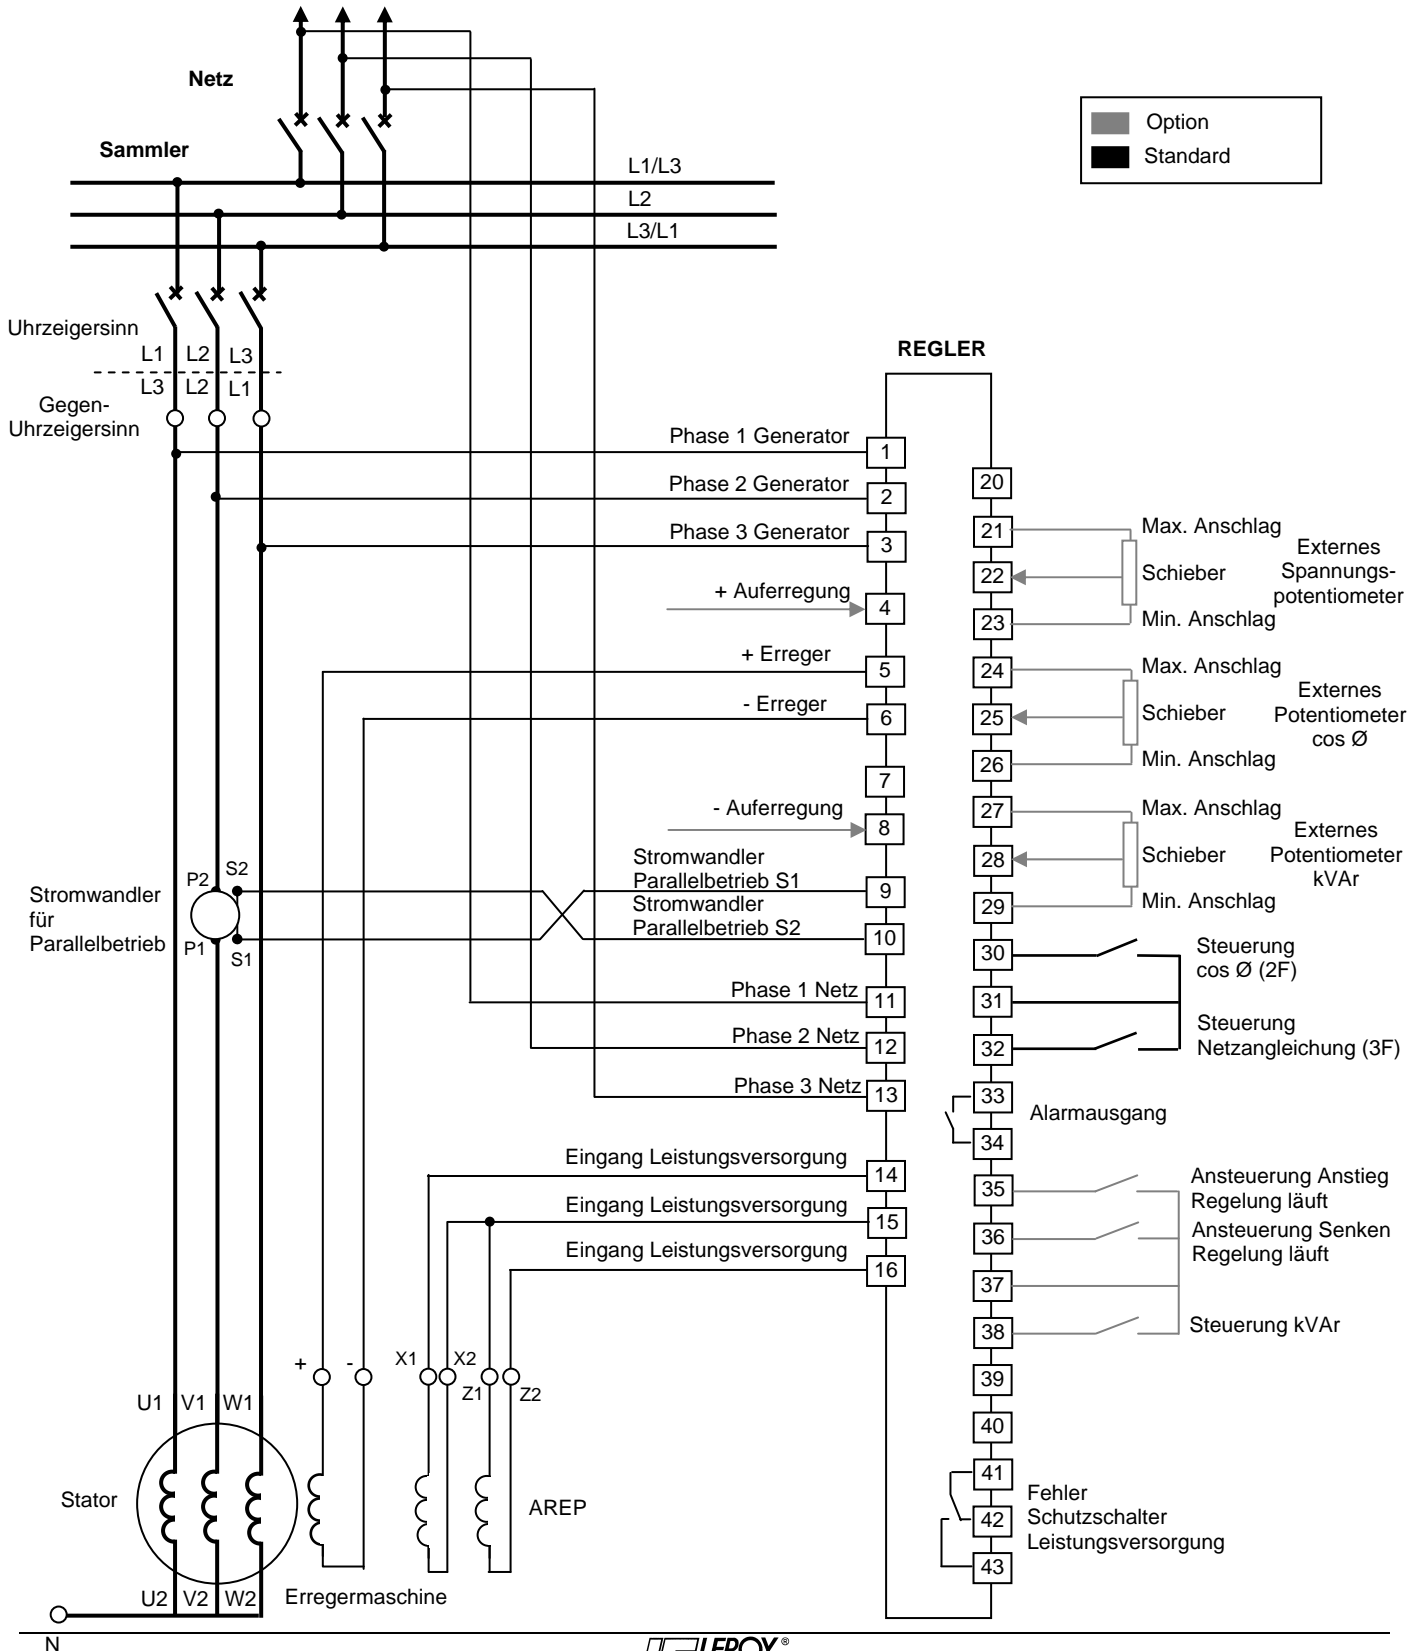 Netz
Sammler
L1/L3
L2
L3/L1
Option
Standard
Uhrzeigersinn
L1 L2 L3
L3 L2 L1
Gegen-
Uhrzeigersinn
REGLER
Phase 1 Generator
1
Phase 2 Generator
2
Phase 3 Generator
3
+ Auferregung
4
+ Erreger
5
- Erreger
6
7
- Auferregung
8
Stromwandler
Parallelbetrieb S1
9
Stromwandler
Parallelbetrieb S2
10
Phase 1 Netz
11
Phase 2 Netz
12
Phase 3 Netz
13
Eingang Leistungsversorgung
14
Eingang Leistungsversorgung
15
Eingang Leistungsversorgung
16
20
21
Max. Anschlag
22
Schieber
23
Min. Anschlag
Externes
Spannungs-
potentiometer
24
Max. Anschlag
25
Schieber
26
Min. Anschlag
Externes
Potentiometer
cos Ø
27
Max. Anschlag
28
Schieber
29
Min. Anschlag
Externes
Potentiometer
kVAr
30
Steuerung
cos Ø (2F)
31
32
Steuerung
Netzangleichung (3F)
33
34
Alarmausgang
35
Ansteuerung Anstieg
Regelung läuft
36
Ansteuerung Senken
Regelung läuft
37
38
Steuerung kVAr
39
40
41
42
43
Fehler
Schutzschalter
Leistungsversorgung
Stromwandler
für
Parallelbetrieb
P2 S2
P1 S1
+ -
X1 X2
Z1 Z2
U1 V1 W1
Stator
AREP
U2 V2 W2
Erregermaschine
N
LEROY ®